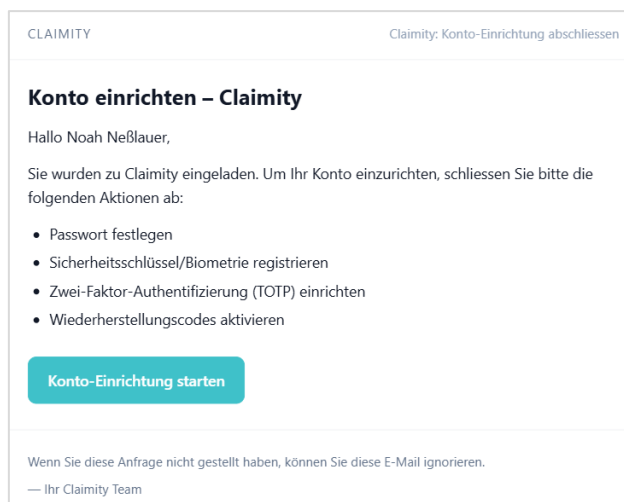 CLAIMITY
Claimity: Konto-Einrichtung abschliessen
Konto einrichten – Claimity
Hallo Noah Neßlauer,
Sie wurden zu Claimity eingeladen. Um Ihr Konto einzurichten, schliessen Sie bitte die
folgenden Aktionen ab:
• Passwort festlegen
• Sicherheitsschlüssel/Biometrie registrieren
• Zwei-Faktor-Authentifizierung (TOTP) einrichten
• Wiederherstellungscodes aktivieren
Konto-Einrichtung starten
Wenn Sie diese Anfrage nicht gestellt haben, können Sie diese E-Mail ignorieren.
— Ihr Claimity Team